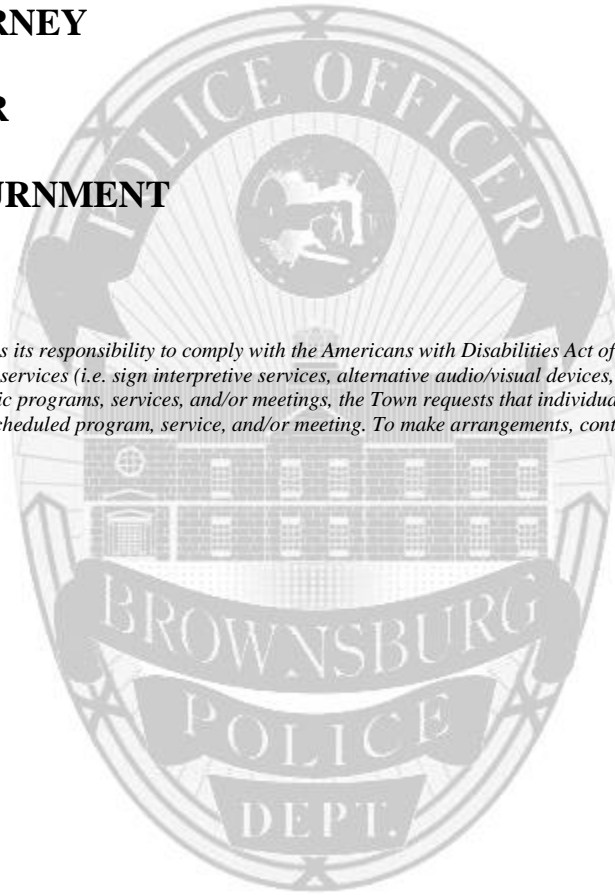 RNEY
R
URNMENT
POLICE OFFICER
s its responsibility to comply with the Americans with Disabilities Act of
services (i.e. sign interpretive services, alternative audio/visual devices,
ic programs, services, and/or meetings, the Town requests that individua
cheduled program, service, and/or meeting. To make arrangements, cont
BROWNSBURG
POLICE
DEPT.